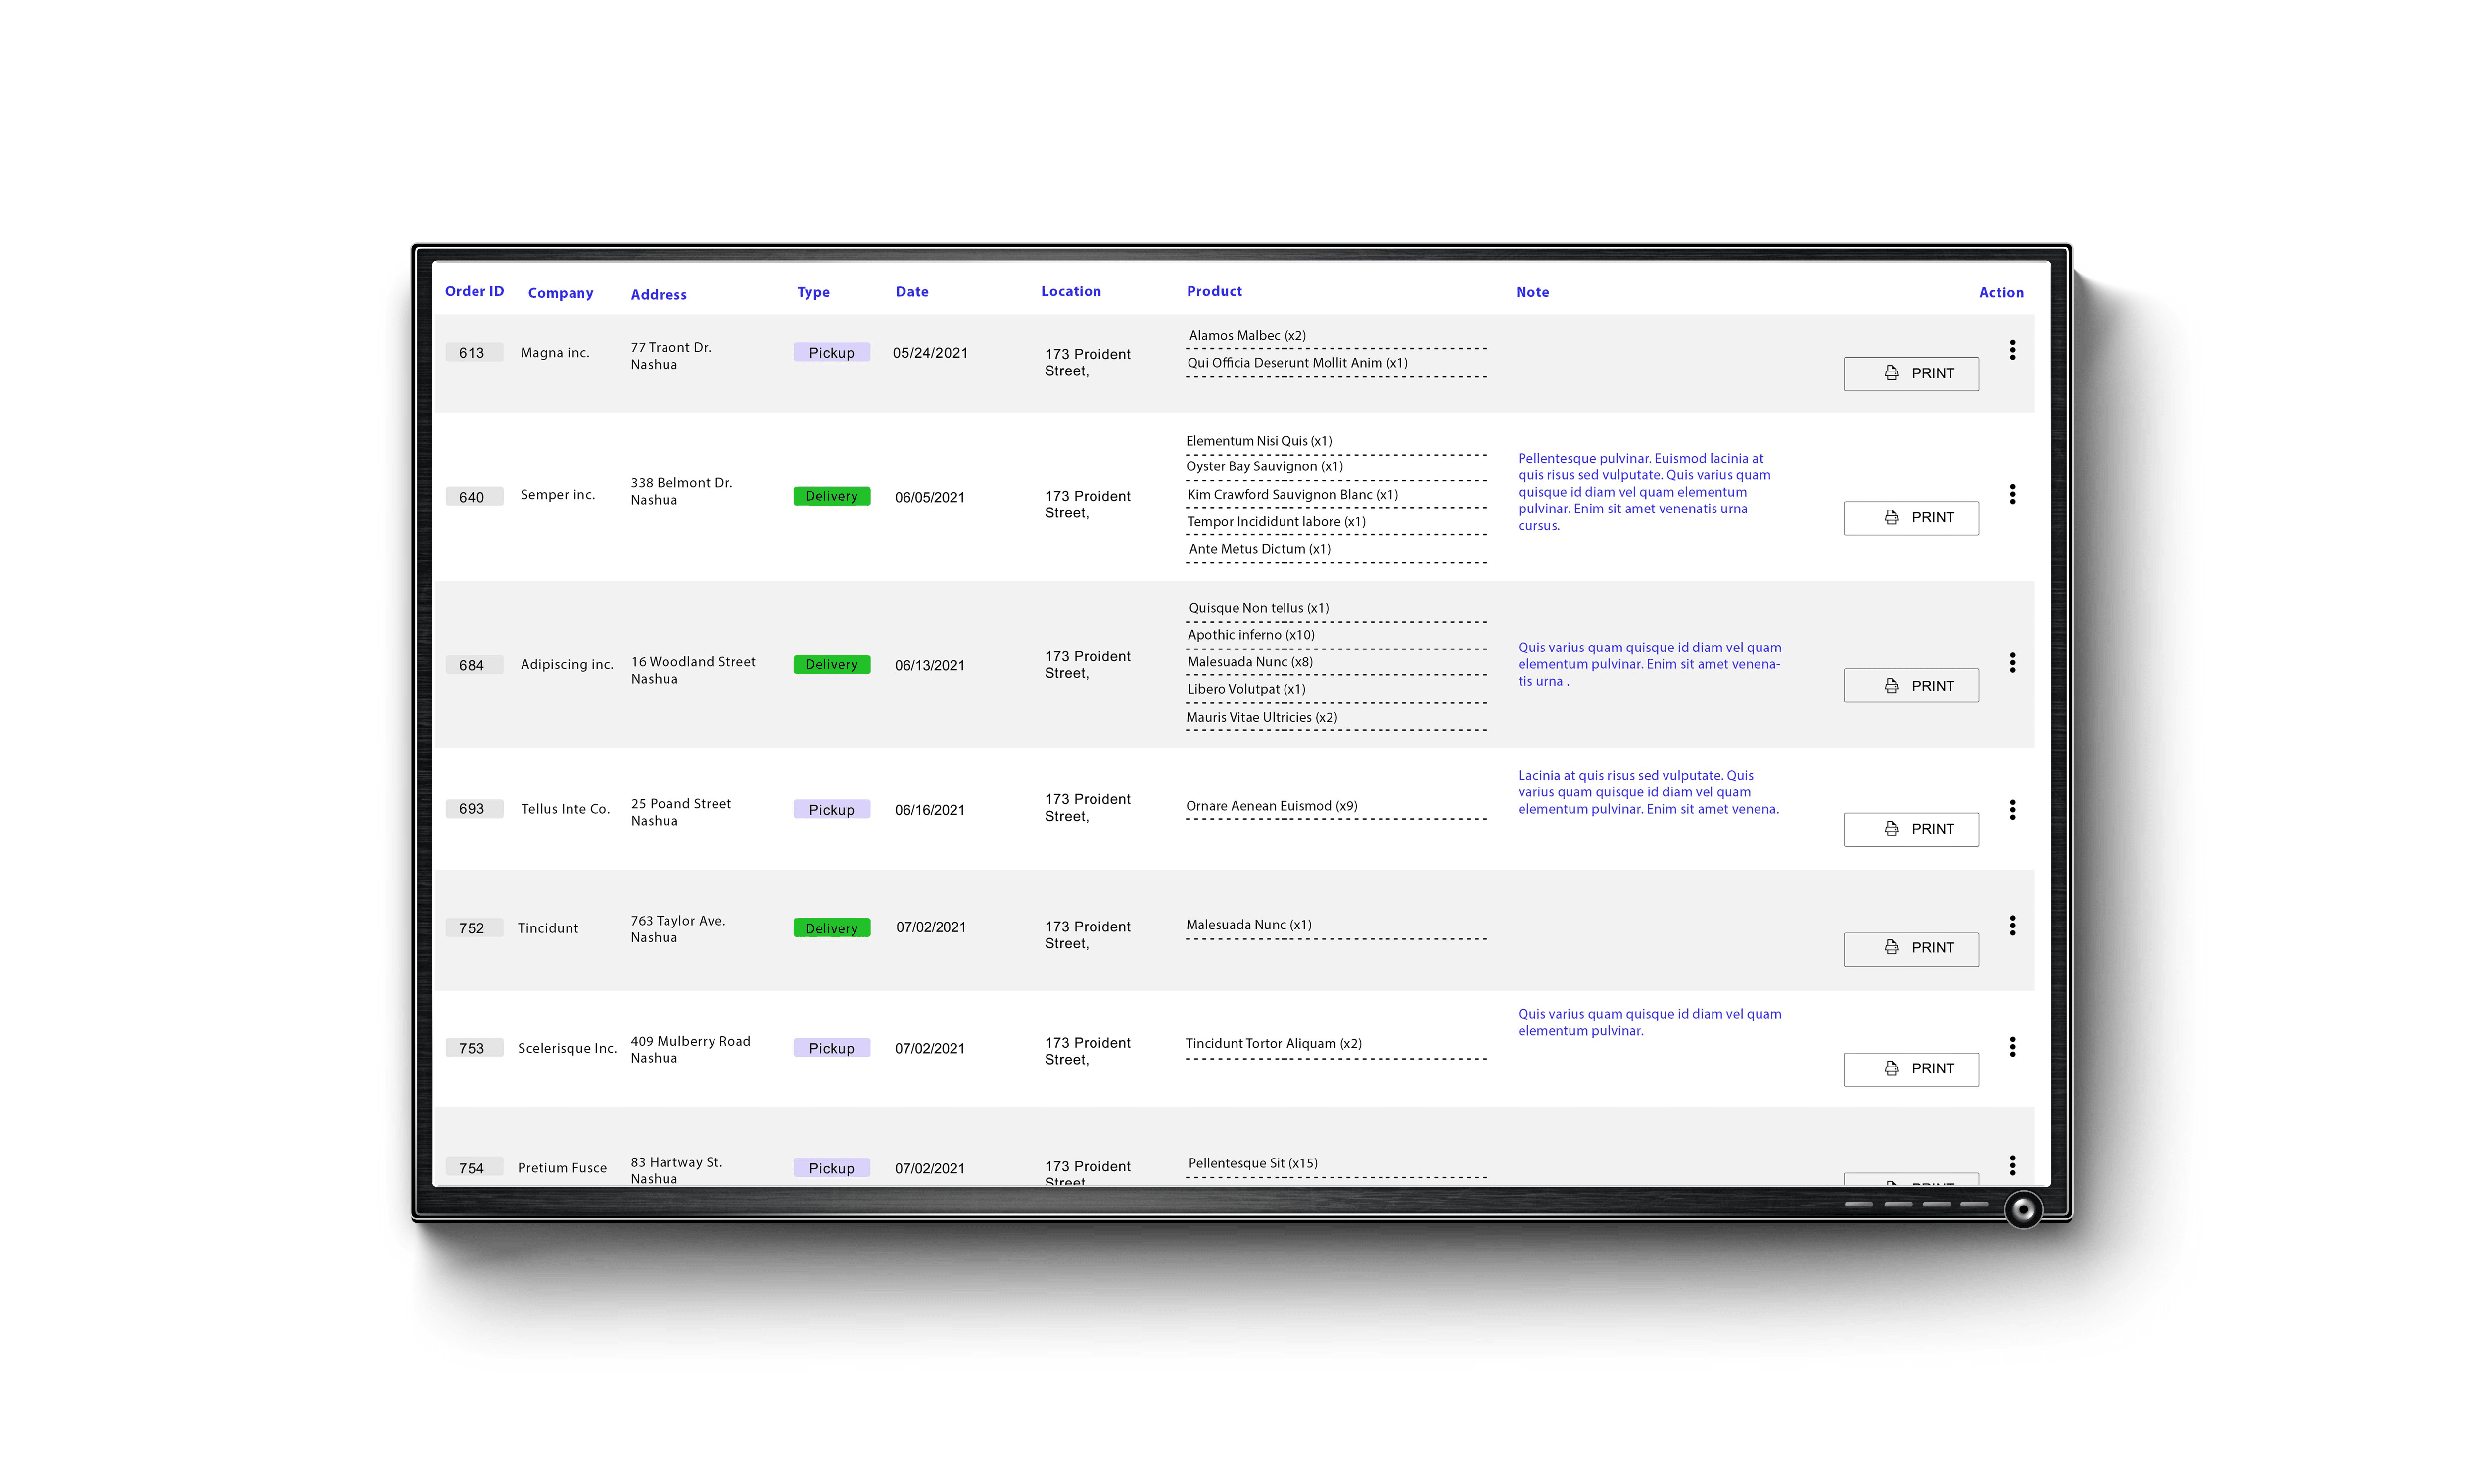 Order ID Company Address Type Date Location Product Note Action
Alamos Malbec (x2)
613 Magna inc. 77 Traont Dr. Pickup 05/24/2021 173 Proident
Nashua Street,
Qui Officia Deserunt Mollit Anim (x1)
PRINT
Elementum Nisi Quis (x1)
Oyster Bay Sauvignon (x1)
Kim Crawford Sauvignon Blanc (x1)
Tempor Incididunt labore (x1)
Ante Metus Dictum (x1)
640 Semper inc. 338 Belmont Dr. Delivery 06/05/2021 173 Proident
Nashua Street,
Pellentesque pulvinar. Euismod lacinia at
quis risus sed vulputate. Quis varius quam
quisque id diam vel quam elementum
pulvinar. Enim sit amet venenatis urna
cursus.
PRINT
Quisque Non tellus (x1)
Apothic inferno (x10)
Malesuada Nunc (x8)
Libero Volutpat (x1)
Mauris Vitae Ultricies (x2)
684 Adipiscing inc. 16 Woodland Street Delivery 06/13/2021 173 Proident
Nashua Street,
Quis varius quam quisque id diam vel quam
elementum pulvinar. Enim sit amet venena-
tis urna .
PRINT
693 Tellus Inte Co. 25 Poand Street Pickup 06/16/2021 173 Proident Ornare Aenean Euismod (x9)
Nashua Street,
Lacinia at quis risus sed vulputate. Quis
varius quam quisque id diam vel quam
elementum pulvinar. Enim sit amet venena.
PRINT
752 Tincidunt 763 Taylor Ave. Delivery 07/02/2021 173 Proident Malesuada Nunc (x1)
Nashua Street,
PRINT
753 Scelerisque Inc. 409 Mulberry Road Pickup 07/02/2021 173 Proident Tincidunt Tortor Aliquam (x2)
Nashua Street,
Quis varius quam quisque id diam vel quam
elementum pulvinar.
PRINT
754 Pretium Fusce 83 Hartway St. Pickup 07/02/2021 173 Proident Pellentesque Sit (x15)
Nashua Street
PRINT